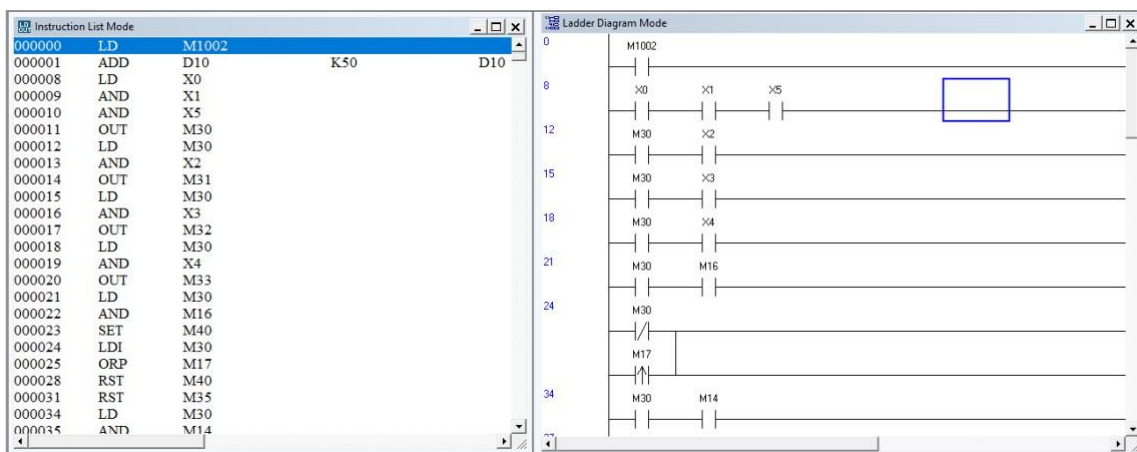 Instruction List Mode
000000 LD M1002
000001 ADD D10 K50 D10
000008 LD X0
000009 AND X1
000010 AND X5
000011 OUT M30
000012 LD M30
000013 AND X2
000014 OUT M31
000015 LD M30
000016 AND X3
000017 OUT M32
000018 LD M30
000019 AND X4
000020 OUT M33
000021 LD M30
000022 AND M16
000023 SET M40
000024 LDI M30
000025 ORP M17
000028 RST M40
000031 RST M35
000034 LD M30
000035 AND M14
Ladder Diagram Mode
0 M1002
8 X0 X1 X5
12 M30 X2
15 M30 X3
18 M30 X4
21 M30 M16
24 M30
M17
34 M30 M14
37